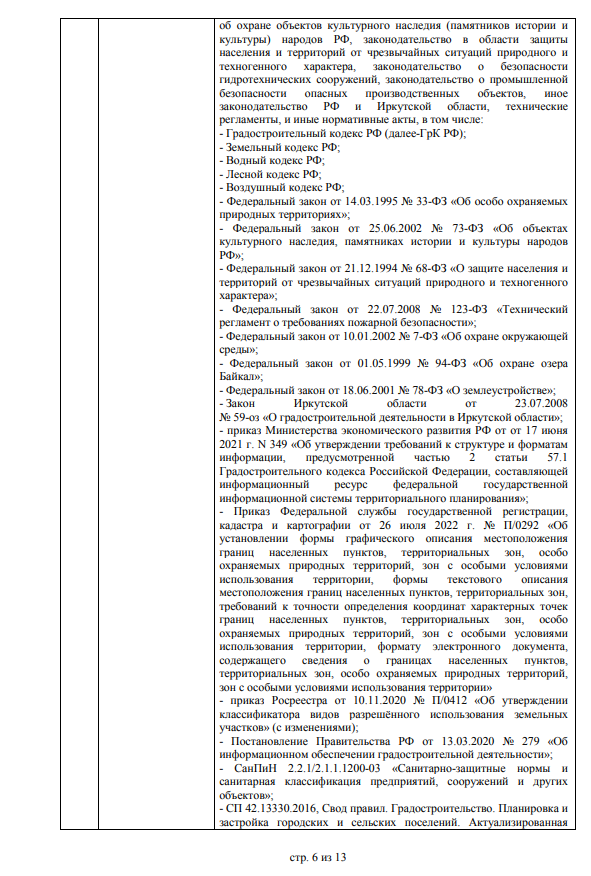 об охране объектов культурного наследия (памятников истории и
культуры) народов РФ, законодательство в области защиты
населения и территорий от чрезвычайных ситуаций природного и
техногенного характера, законодательство о безопасности
гидротехнических сооружений, законодательство о промышленной
безопасности опасных производственных объектов, иное
законодательство РФ и Иркутской области, технические
регламенты, и иные нормативные акты, в том числе:
- Градостроительный кодекс РФ (далее-ГрК РФ);
- Земельный кодекс РФ;
- Водный кодекс РФ;
- Лесной кодекс РФ;
- Воздушный кодекс РФ;
- Федеральный закон от 14.03.1995 № 33-ФЗ «Об особо охраняемых
природных территориях»;
- Федеральный закон от 25.06.2002 № 73-ФЗ «Об объектах
культурного наследия, памятниках истории и культуры народов
РФ»;
- Федеральный закон от 21.12.1994 № 68-ФЗ «О защите населения и
территорий от чрезвычайных ситуаций природного и техногенного
характера»;
- Федеральный закон от 22.07.2008 № 123-ФЗ «Технический
регламент о требованиях пожарной безопасности»;
- Федеральный закон от 10.01.2002 № 7-ФЗ «Об охране окружающей
среды»;
- Федеральный закон от 01.05.1999 № 94-ФЗ «Об охране озера
Байкал»;
- Федеральный закон от 18.06.2001 № 78-ФЗ «О землеустройстве»;
- Закон Иркутской области от 23.07.2008
№ 59-оз «О градостроительной деятельности в Иркутской области»;
- приказ Министерства экономического развития РФ от от 17 июня
2021 г. N 349 «Об утверждении требований к структуре и форматам
информации, предусмотренной частью 2 статьи 57.1
Градостроительного кодекса Российской Федерации, составляющей
информационный ресурс федеральной государственной
информационной системы территориального планирования»;
- Приказ Федеральной службы государственной регистрации,
кадастра и картографии от 26 июля 2022 г. № П/0292 «Об
установлении формы графического описания местоположения
границ населенных пунктов, территориальных зон, особо
охраняемых природных территорий, зон с особыми условиями
использования территории, формы текстового описания
местоположения границ населенных пунктов, территориальных зон,
требований к точности определения координат характерных точек
границ населенных пунктов, территориальных зон, особо
охраняемых природных территорий, зон с особыми условиями
использования территории, формату электронного документа,
содержащего сведения о границах населенных пунктов,
территориальных зон, особо охраняемых природных территорий,
зон с особыми условиями использования территории»
- приказ Росреестра от 10.11.2020 № П/0412 «Об утверждении
классификатора видов разрешённого использования земельных
участков» (с изменениями);
- Постановление Правительства РФ от 13.03.2020 № 279 «Об
информационном обеспечении градостроительной деятельности»;
- СанПиН 2.2.1/2.1.1.1200-03 «Санитарно-защитные нормы и
санитарная классификация предприятий, сооружений и других
объектов»;
- СП 42.13330.2016, Свод правил. Градостроительство. Планировка и
застройка городских и сельских поселений. Актуализированная
стр. 6 из 13